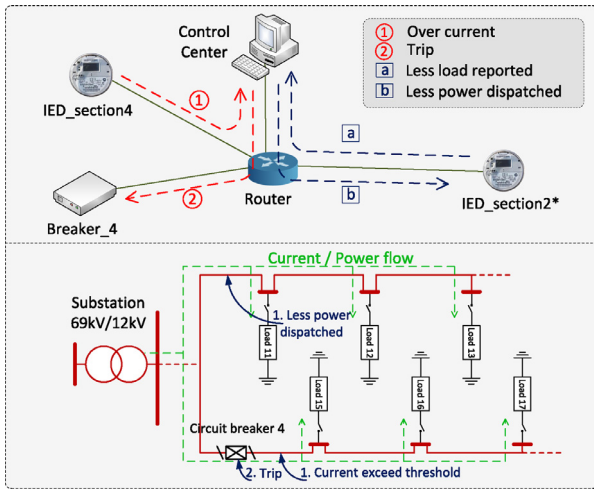 Control
Center
1 Over current
2 Trip
a Less load reported
b Less power dispatched
IED_section4
1
a
b
2
Router
IED_section2*
Breaker_4
Current / Power flow
Substation
69kV/12kV
1. Less power
dispatched
Load 11
Load 12
Load 13
Load 15
Load 16
Load 17
Circuit breaker 4
2. Trip
1. Current exceed threshold